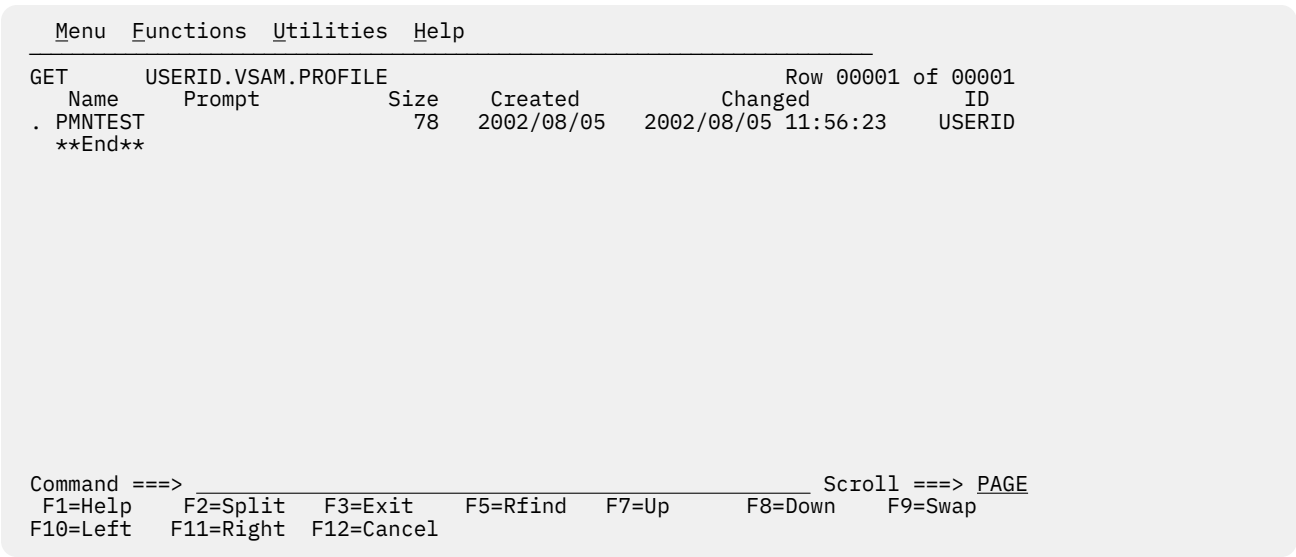 Menu Functions Utilities Help
GET USERID.VSAM.PROFILE Row 00001 of 00001
Name Prompt Size Created Changed ID
. PMNTEST 78 2002/08/05 2002/08/05 11:56:23 USERID
**End**
Command ===> Scroll ===> PAGE
F1=Help F2=Split F3=Exit F5=Rfind F7=Up F8=Down F9=Swap
F10=Left F11=Right F12=Cancel